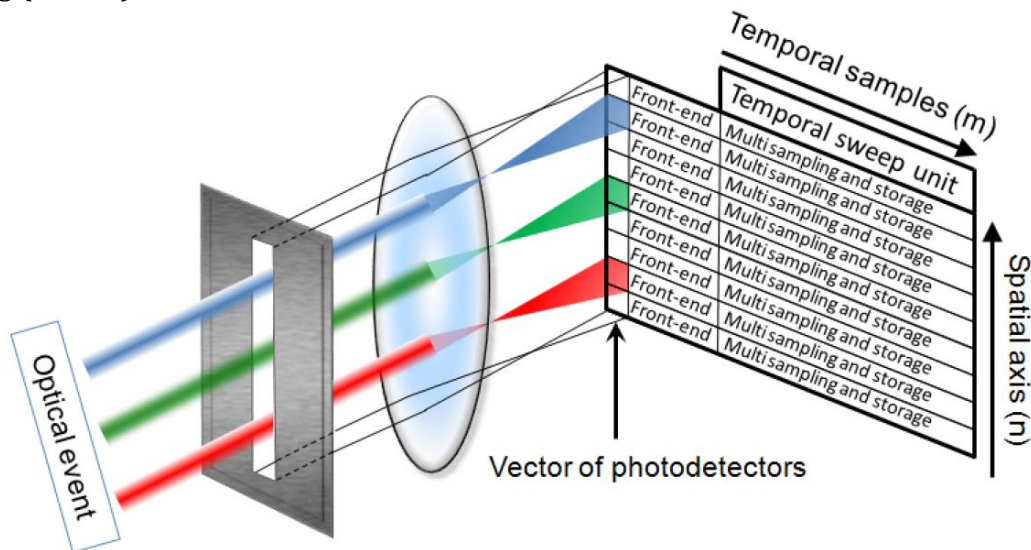 Temporal samples (m)
Temporal sweep unit
Front-end Multi sampling and storage
Front-end Multi sampling and storage
Front-end Multi sampling and storage
Front-end Multi sampling and storage
Front-end Multi sampling and storage
Front-end Multi sampling and storage
Front-end Multi sampling and storage
Front-end Multi sampling and storage
Front-end Multi sampling and storage
Spatial axis (n)
Optical event
Vector of photodetectors